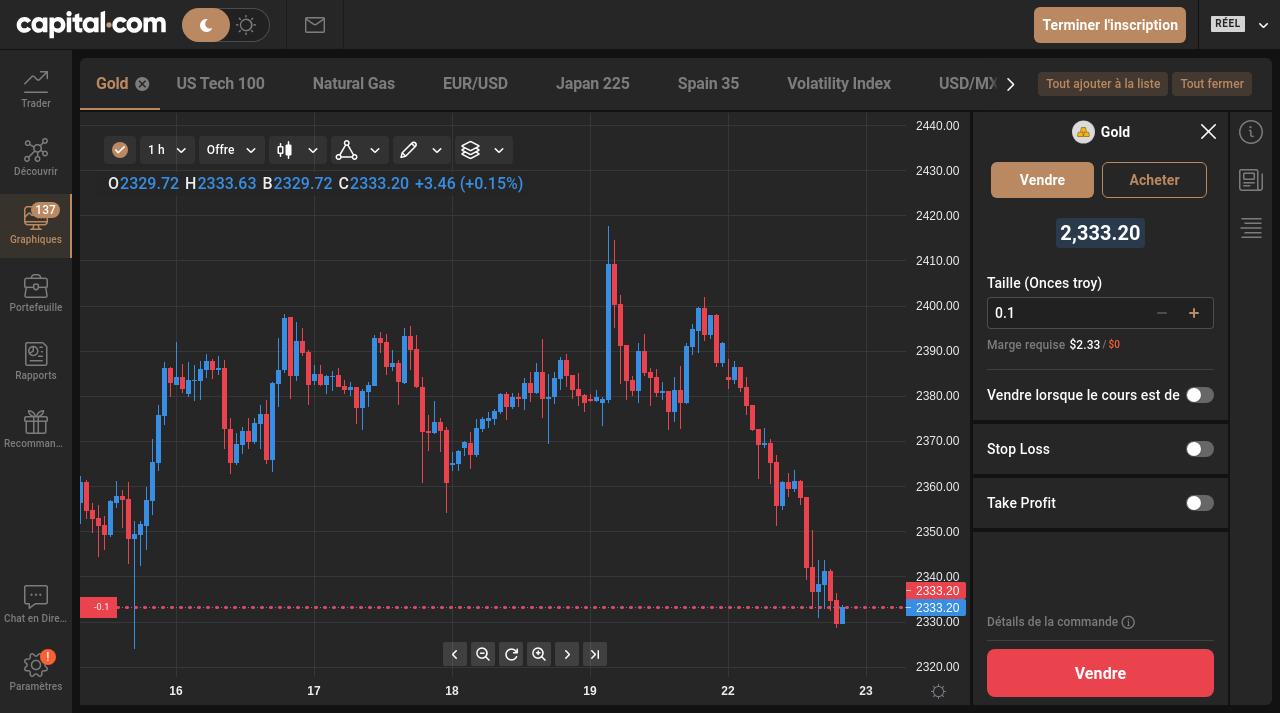 capital.com
Terminer l'inscription
RÉEL
Trader
Découvrir
137
Graphiques
Portefeuille
Rapports
Recomman...
Chat en Dire...
!
Paramètres
Gold
US Tech 100
Natural Gas
EUR/USD
Japan 225
Spain 35
Volatility Index
USD/MX
Tout ajouter à la liste
Tout fermer
1 h
Offre
O2329.72 H2333.63 B2329.72 C2333.20 +3.46 (+0.15%)
2440.00
2430.00
2420.00
2410.00
2400.00
2390.00
2380.00
2370.00
2360.00
2350.00
2340.00
2333.20
2333.20
2330.00
2320.00
-0.1
16
17
18
19
22
23
Gold
Vendre
Acheter
2,333.20
Taille (Onces troy)
0.1
Marge requise $2.33 / $0
Vendre lorsque le cours est de
Stop Loss
Take Profit
Détails de la commande
Vendre